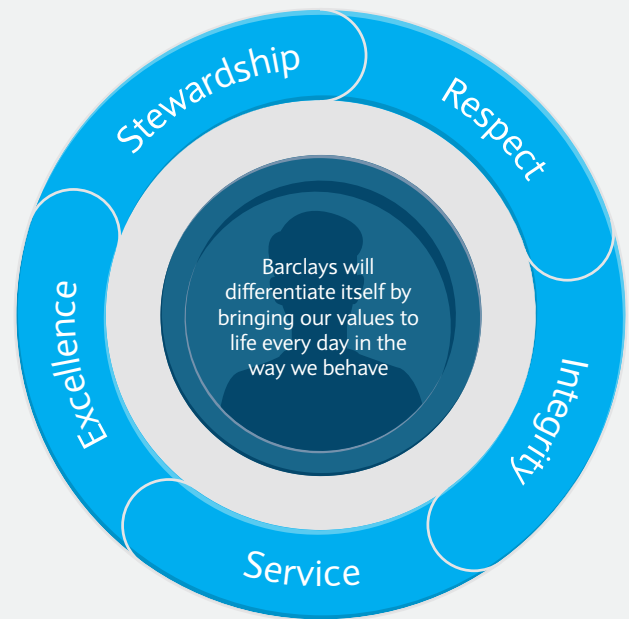 Stewardship
Respect
Barclays will
differentiate itself by
bringing our values to
life every day in the
way we behave
Excellence
Integrity
Service